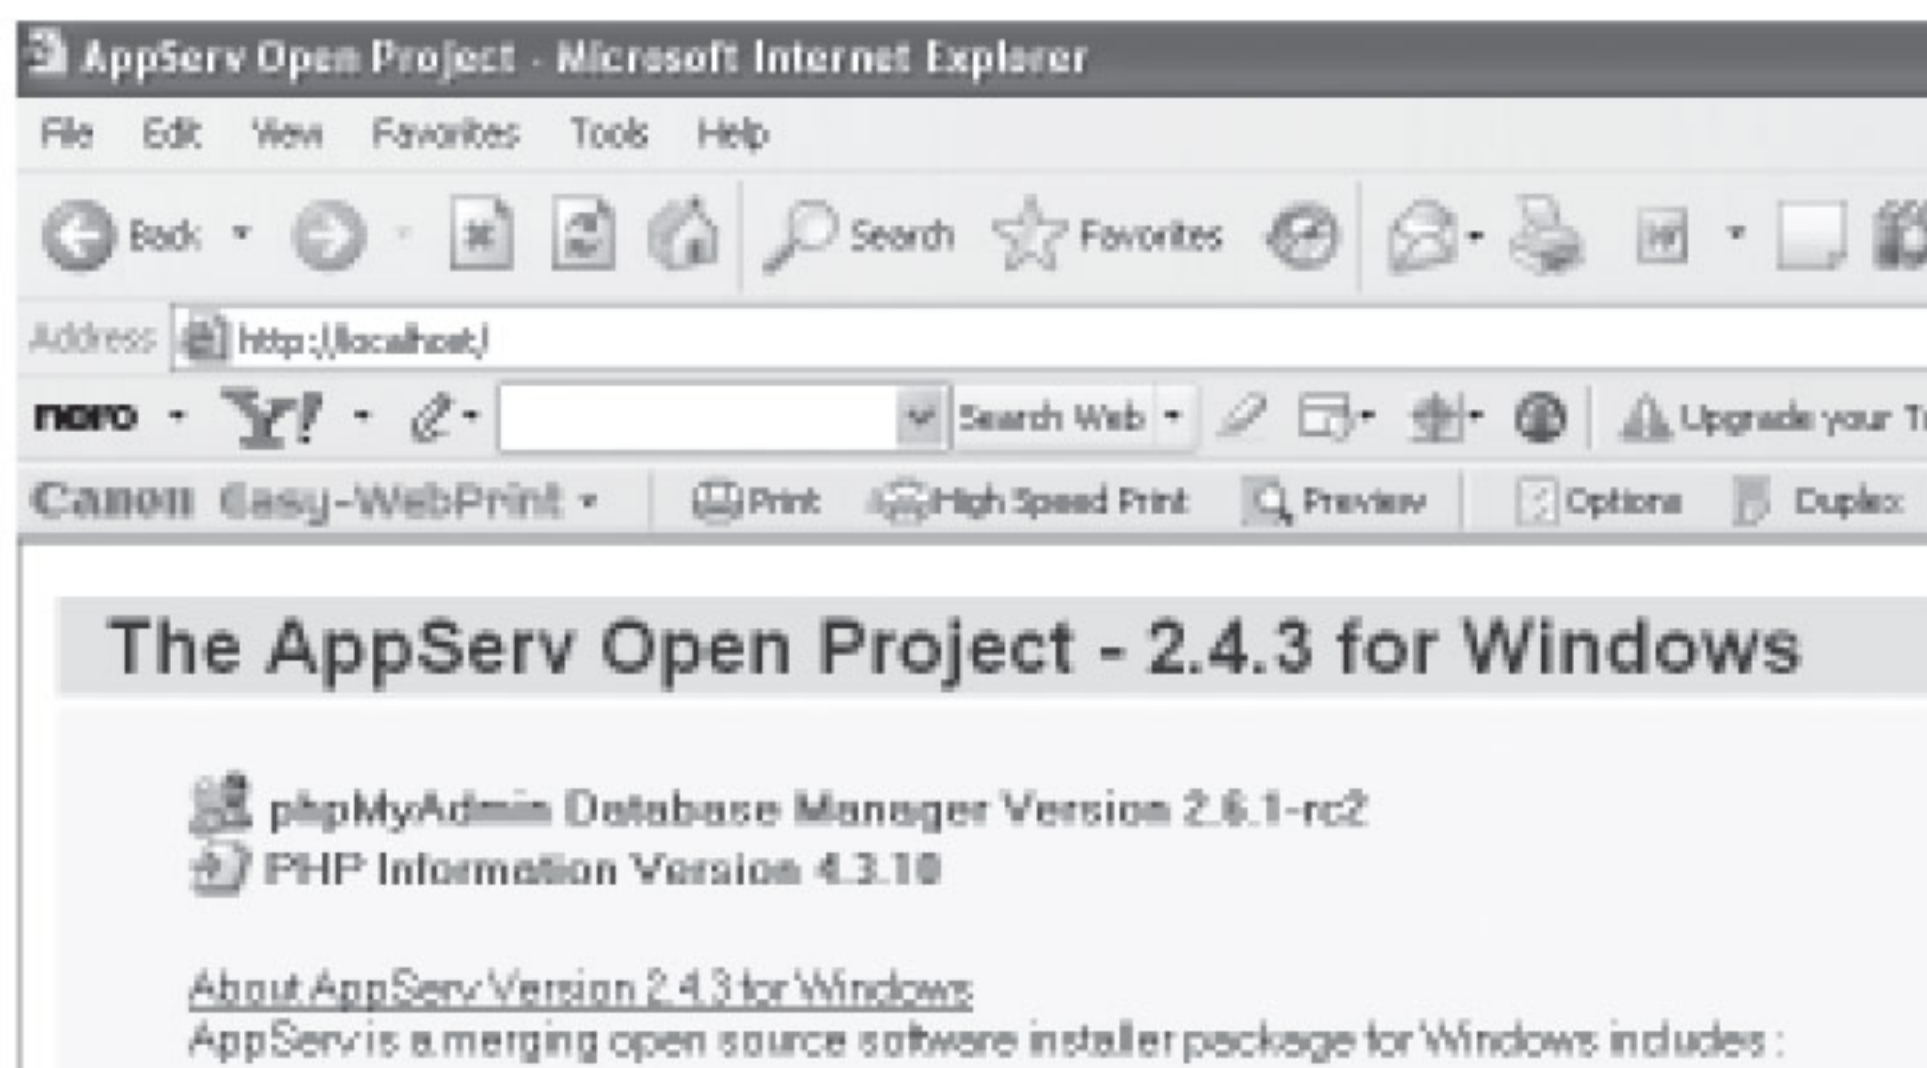 AppServ Open Project - Microsoft Internet Explorer
File Edit View Favorites Tools Help
Back Search Favorites
Address http://localhost/
nero Y! Search Web Upgrade your
Canon Easy-WebPrint Print High Speed Print Preview Options Duplex
The AppServ Open Project - 2.4.3 for Windows
phpMyAdmin Database Manager Version 2.6.1-rc2
PHP Information Version 4.3.10
About AppServ Version 2.4.3 for Windows
AppServ is a merging open source software installer package for Windows includes :